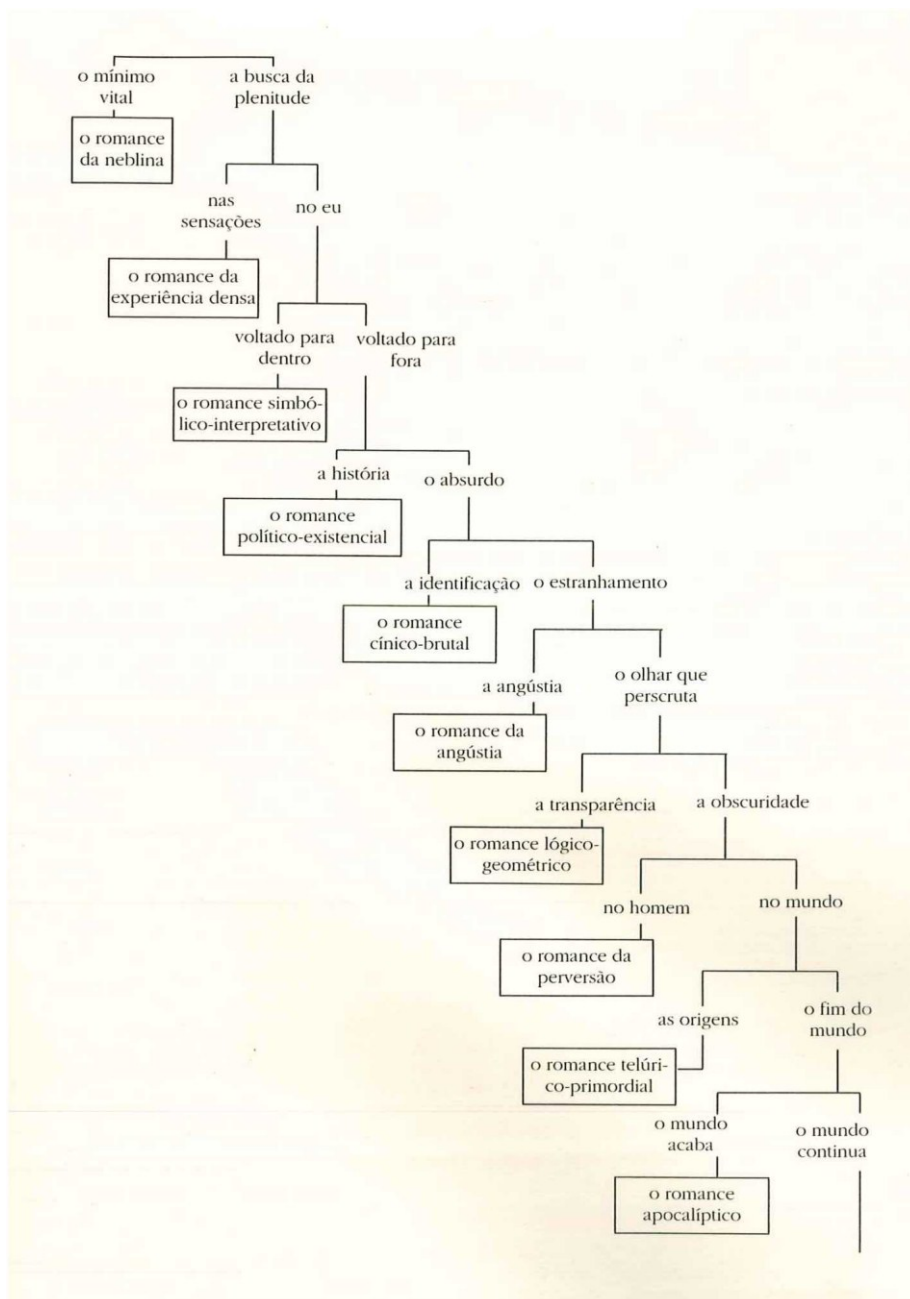 o mínimo
vital
a busca da
plenitude
o romance
da neblina
nas
sensações
no eu
o romance da
experiência densa
voltado para
dentro
voltado para
fora
o romance simbó-
lico-interpretativo
a história
o absurdo
o romance
político-existencial
a identificação
o estranhamento
o romance
cínico-brutal
a angústia
o olhar que
perscruta
o romance da
angústia
a transparência
a obscuridade
o romance lógico-
geométrico
no homem
no mundo
o romance da
perversão
as origens
o fim do
mundo
o romance telúri-
co-primordial
o mundo
acaba
o mundo
continua
o romance
apocalíptico